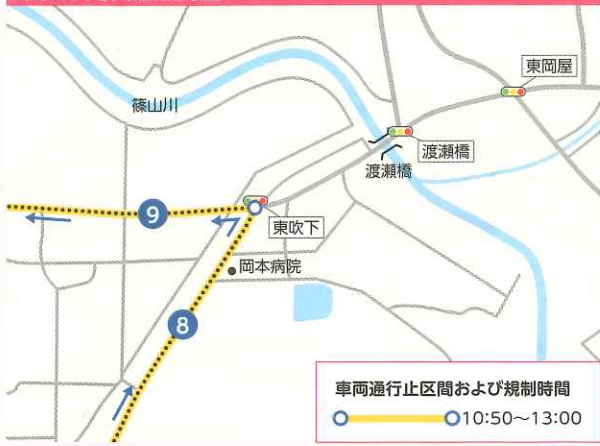 東岡屋
篠山川
渡瀬橋
渡瀬橋
9
東吹下
岡本病院
8
車両通行止区間および規制時間
10:50〜13:00